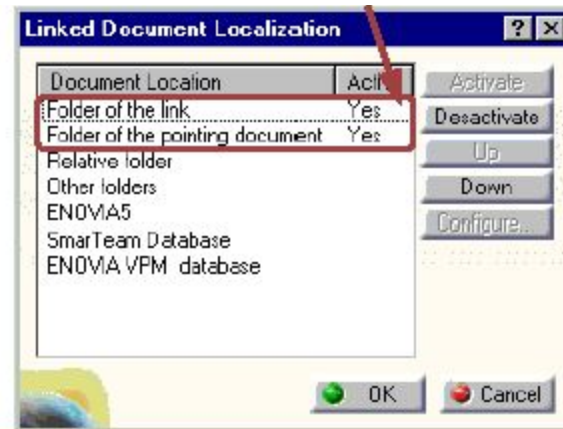 Linked Document Localization ? ×
Document Location Activ
Activate
Folder of the link Yes
Desactivate
Folder of the pointing document Yes
Up
Relative folder
Other folders
Down
ENOVIA5
Configure...
SmarTeam Database
ENOVIA VPM database
OK Cancel